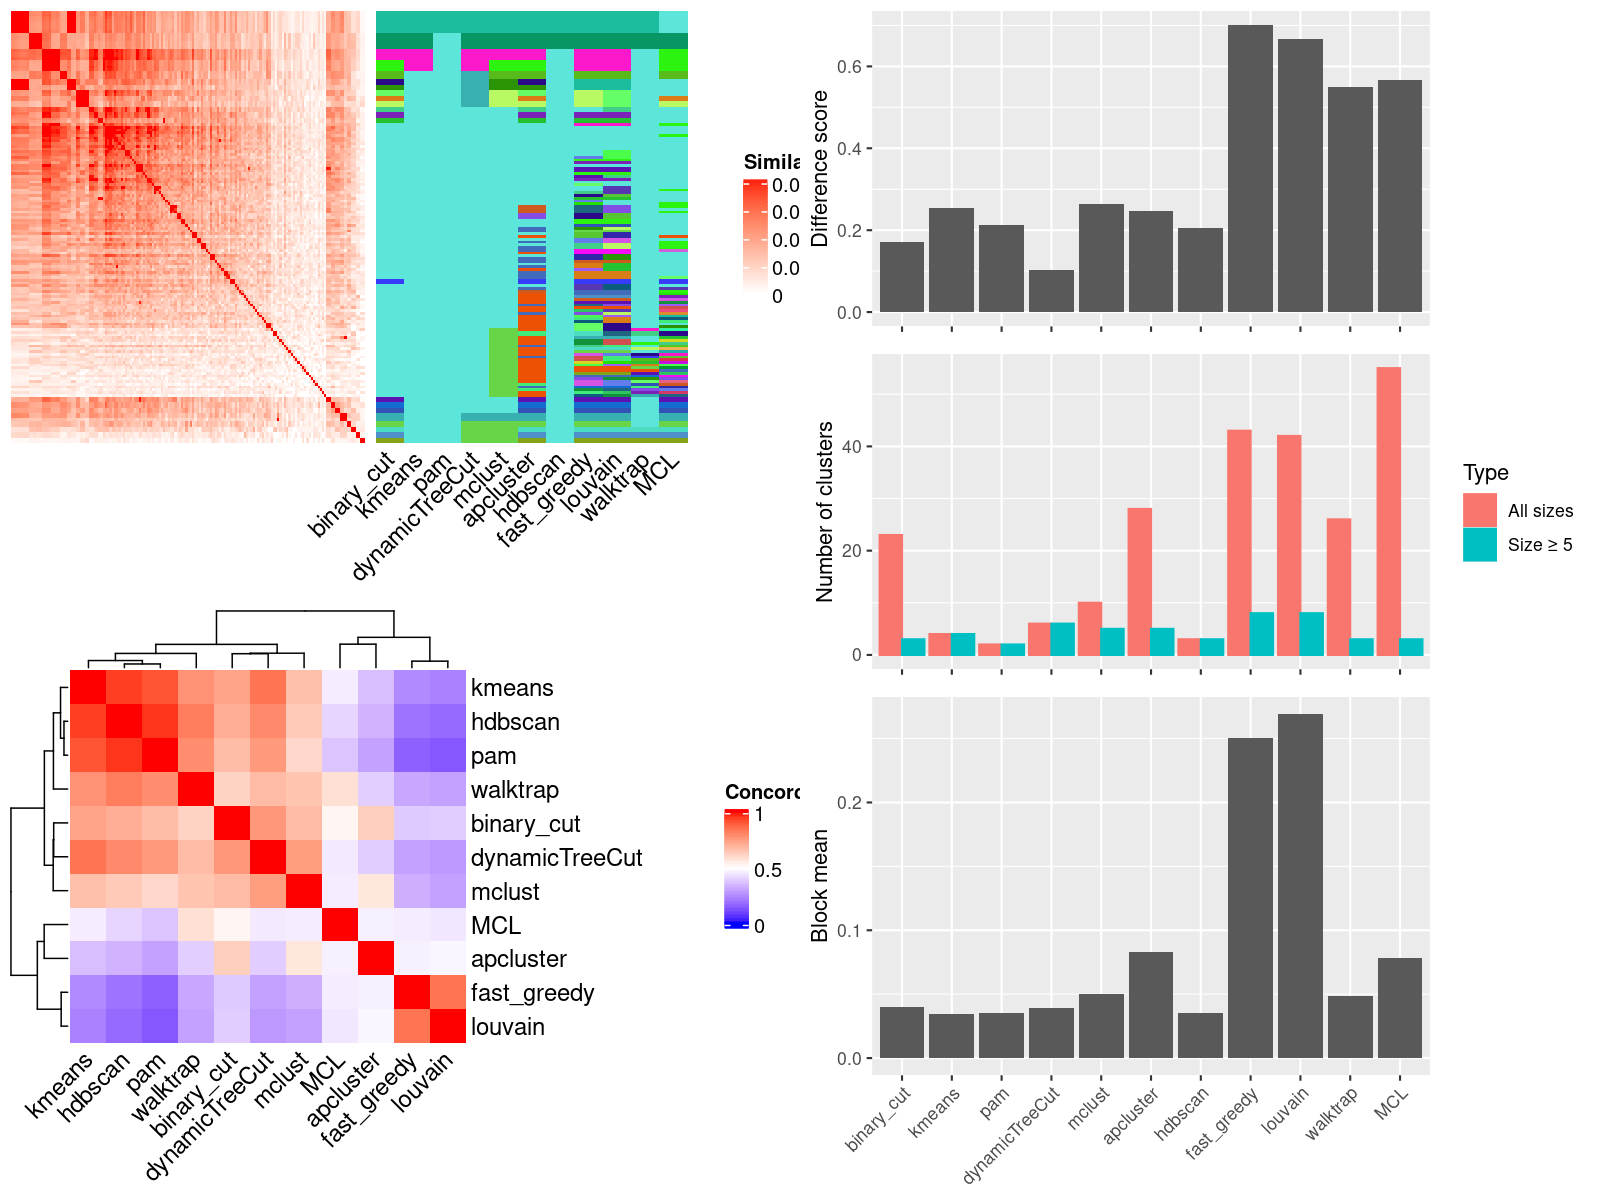 Simila
0.0
0.0
0.0
0.0
0
binary_cut
kmeans
pam
dynamicTreeCut
mclust
apcluster
hdbscan
fast_greedy
louvain
walktrap
MCL
kmeans
hdbscan
pam
walktrap
binary_cut
dynamicTreeCut
mclust
MCL
apcluster
fast_greedy
louvain
kmeans
hdbscan
pam
walktrap
binary_cut
dynamicTreeCut
mclust
MCL
apcluster
fast_greedy
louvain
Concord
1
0.5
0
Difference score
0.6
0.4
0.2
0.0
Number of clusters
40
20
0
Type
All sizes
Size ≥ 5
Block mean
0.2
0.1
0.0
binary_cut
kmeans
pam
dynamicTreeCut
mclust
apcluster
hdbscan
fast_greedy
louvain
walktrap
MCL